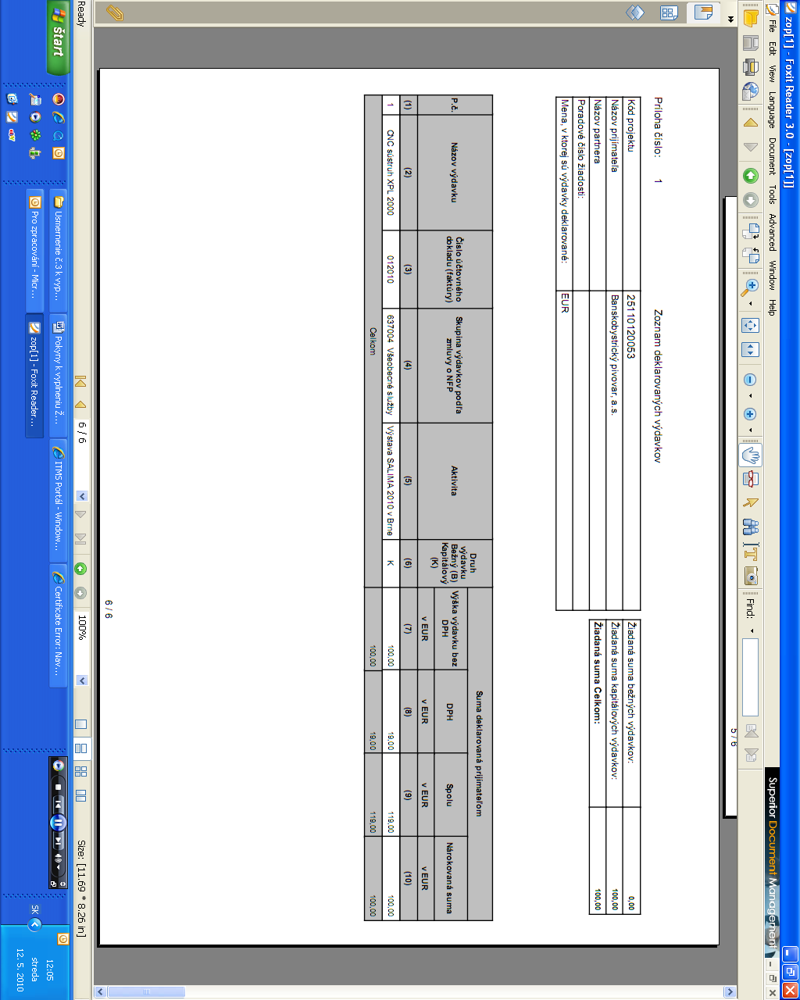 zop[1] - Foxit Reader 3.0 - [zop[1]]
File Edit View Language Document Tools Advanced Window Help
Superior Document Management
Find:
5 / 6
Príloha číslo: 1
Zoznam deklarovaných výdavkov
Kód projektu 25110120053
Názov prijímateľa Banskobystrický pivovar, a.s.
Názov partnera
Poradové číslo žiadosti:
Mena, v ktorej sú výdavky deklarované: EUR
Žiadaná suma bežných výdavkov: 0,00
Žiadaná suma kapitálových výdavkov: 100,00
Žiadaná suma Celkom: 100,00
P.č.
Názov výdavku
Číslo účtovného
dokladu (faktúry)
Skupina výdavkov podľa
zmluvy o NFP
Aktivita
Druh
výdavku
Bežný (B)
Kapitálový
(K)
Suma deklarovaná prijímateľom
Výška výdavku bez
DPH
DPH
Spolu
Nárokovaná suma
v EUR v EUR v EUR v EUR
(1) (2) (3) (4) (5) (6) (7) (8) (9) (10)
1 CNC sústruh XPL 2000 012010 637004 Všeobecné služby Výstava SALIMA 2010 v Brne K 100,00 19,00 119,00 100,00
Celkom 100,00 19,00 119,00 100,00
6 / 6
Ready
6 / 6
100%
Size: [11.69 * 8.26 in]
štart
Usmernenie č.3 k vyp...
Pokyny k vyplneniu Ž...
ITMS Portál - Window...
Certificate Error: Nav...
Pro zpracování - Micr...
zop[1] - Foxit Reader...
SK
12:05
streda
12. 5. 2010